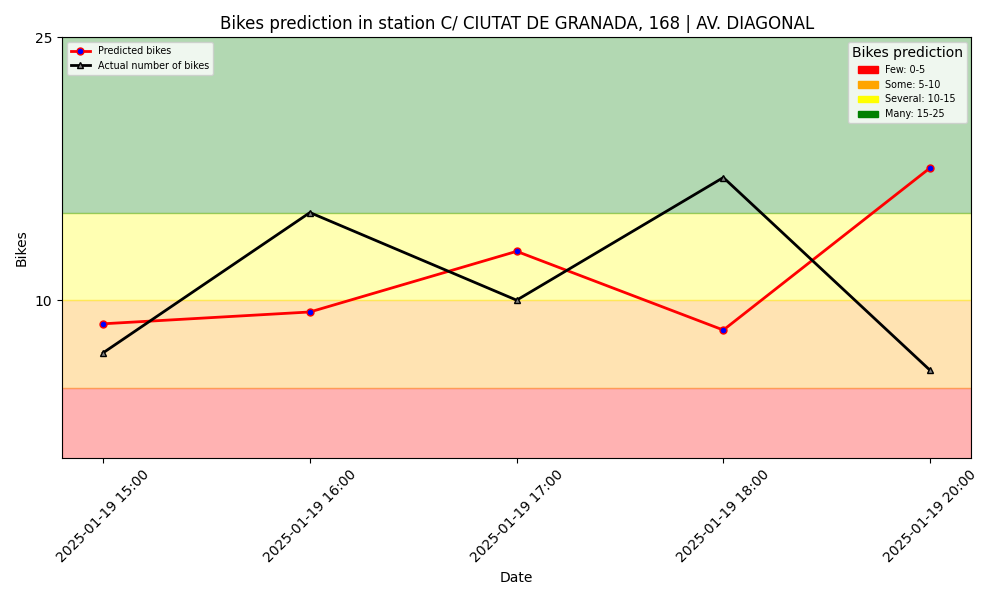 Bikes prediction in station C/ CIUTAT DE GRANADA, 168 | AV. DIAGONAL
25
Predicted bikes
Actual number of bikes
Bikes prediction
Few: 0-5
Some: 5-10
Several: 10-15
Many: 15-25
Bikes
10
2025-01-19 15:00
2025-01-19 16:00
2025-01-19 17:00
2025-01-19 18:00
2025-01-19 20:00
Date